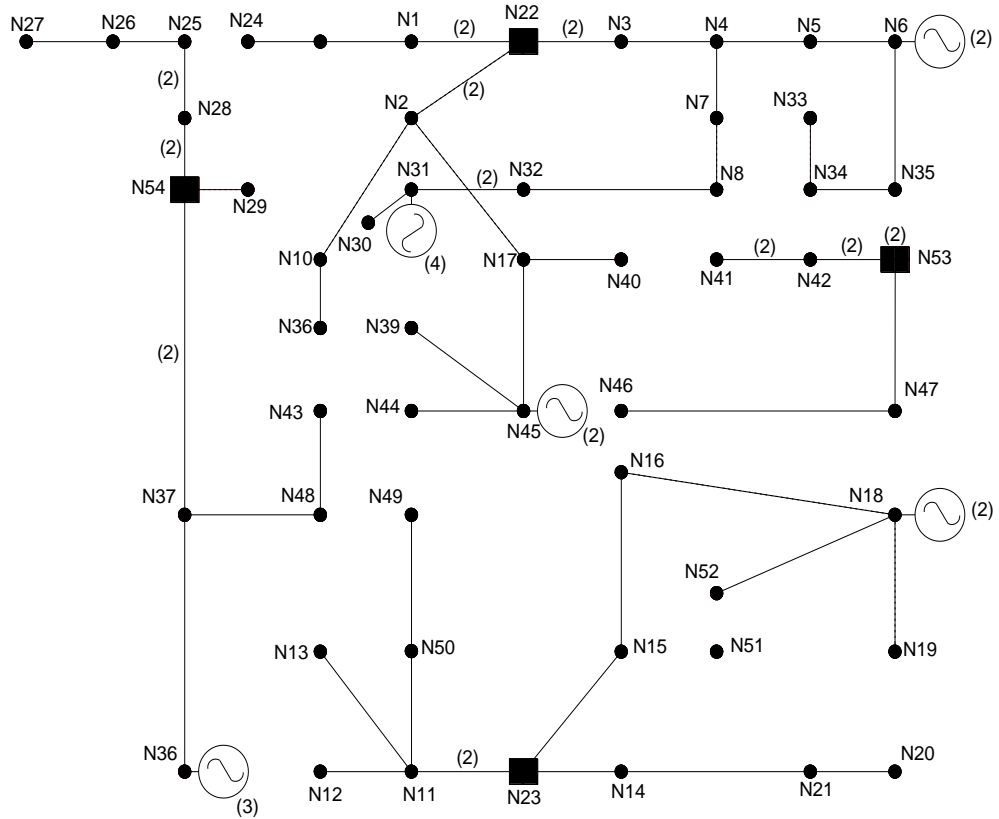 N27
N26
N25
N24
N1
(2)
N22
(2)
N3
N4
N5
N6
(2)
(2)
N28
N2
(2)
N7
N33
(2)
N54
N29
N31
(2)
N32
N8
N34
N35
N30
(4)
N10
N17
N40
N41
(2)
N42
(2)
(2)
N53
N36
N39
(2)
N43
N44
N45
(2)
N46
N47
N16
N37
N48
N49
N18
(2)
N52
N13
N50
N15
N51
N19
N36
(3)
N12
N11
(2)
N23
N14
N21
N20